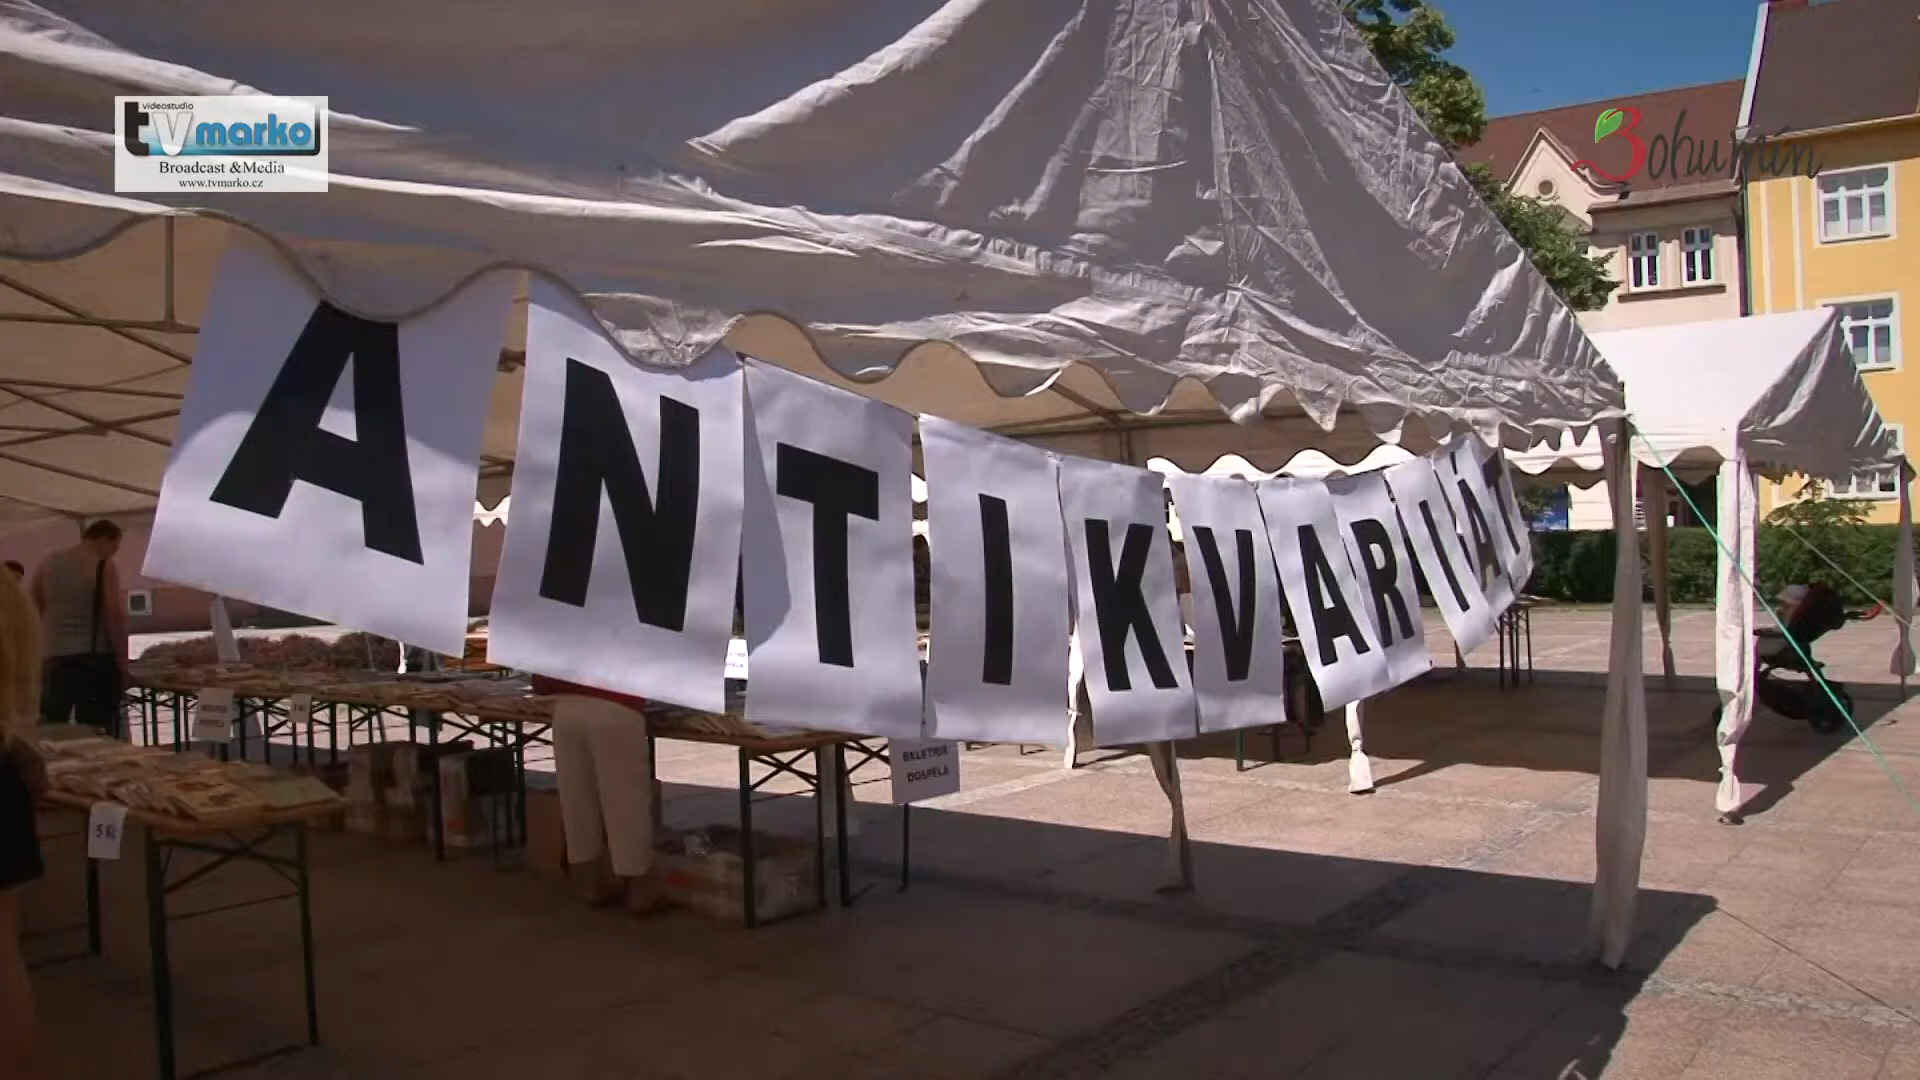 videostudio
tvmarko
Broadcast &Media
www.tvmarko.cz
Bohumín
ANTIKVARIÁT
BELETRIE
DOSPĚLÁ
5 Kč